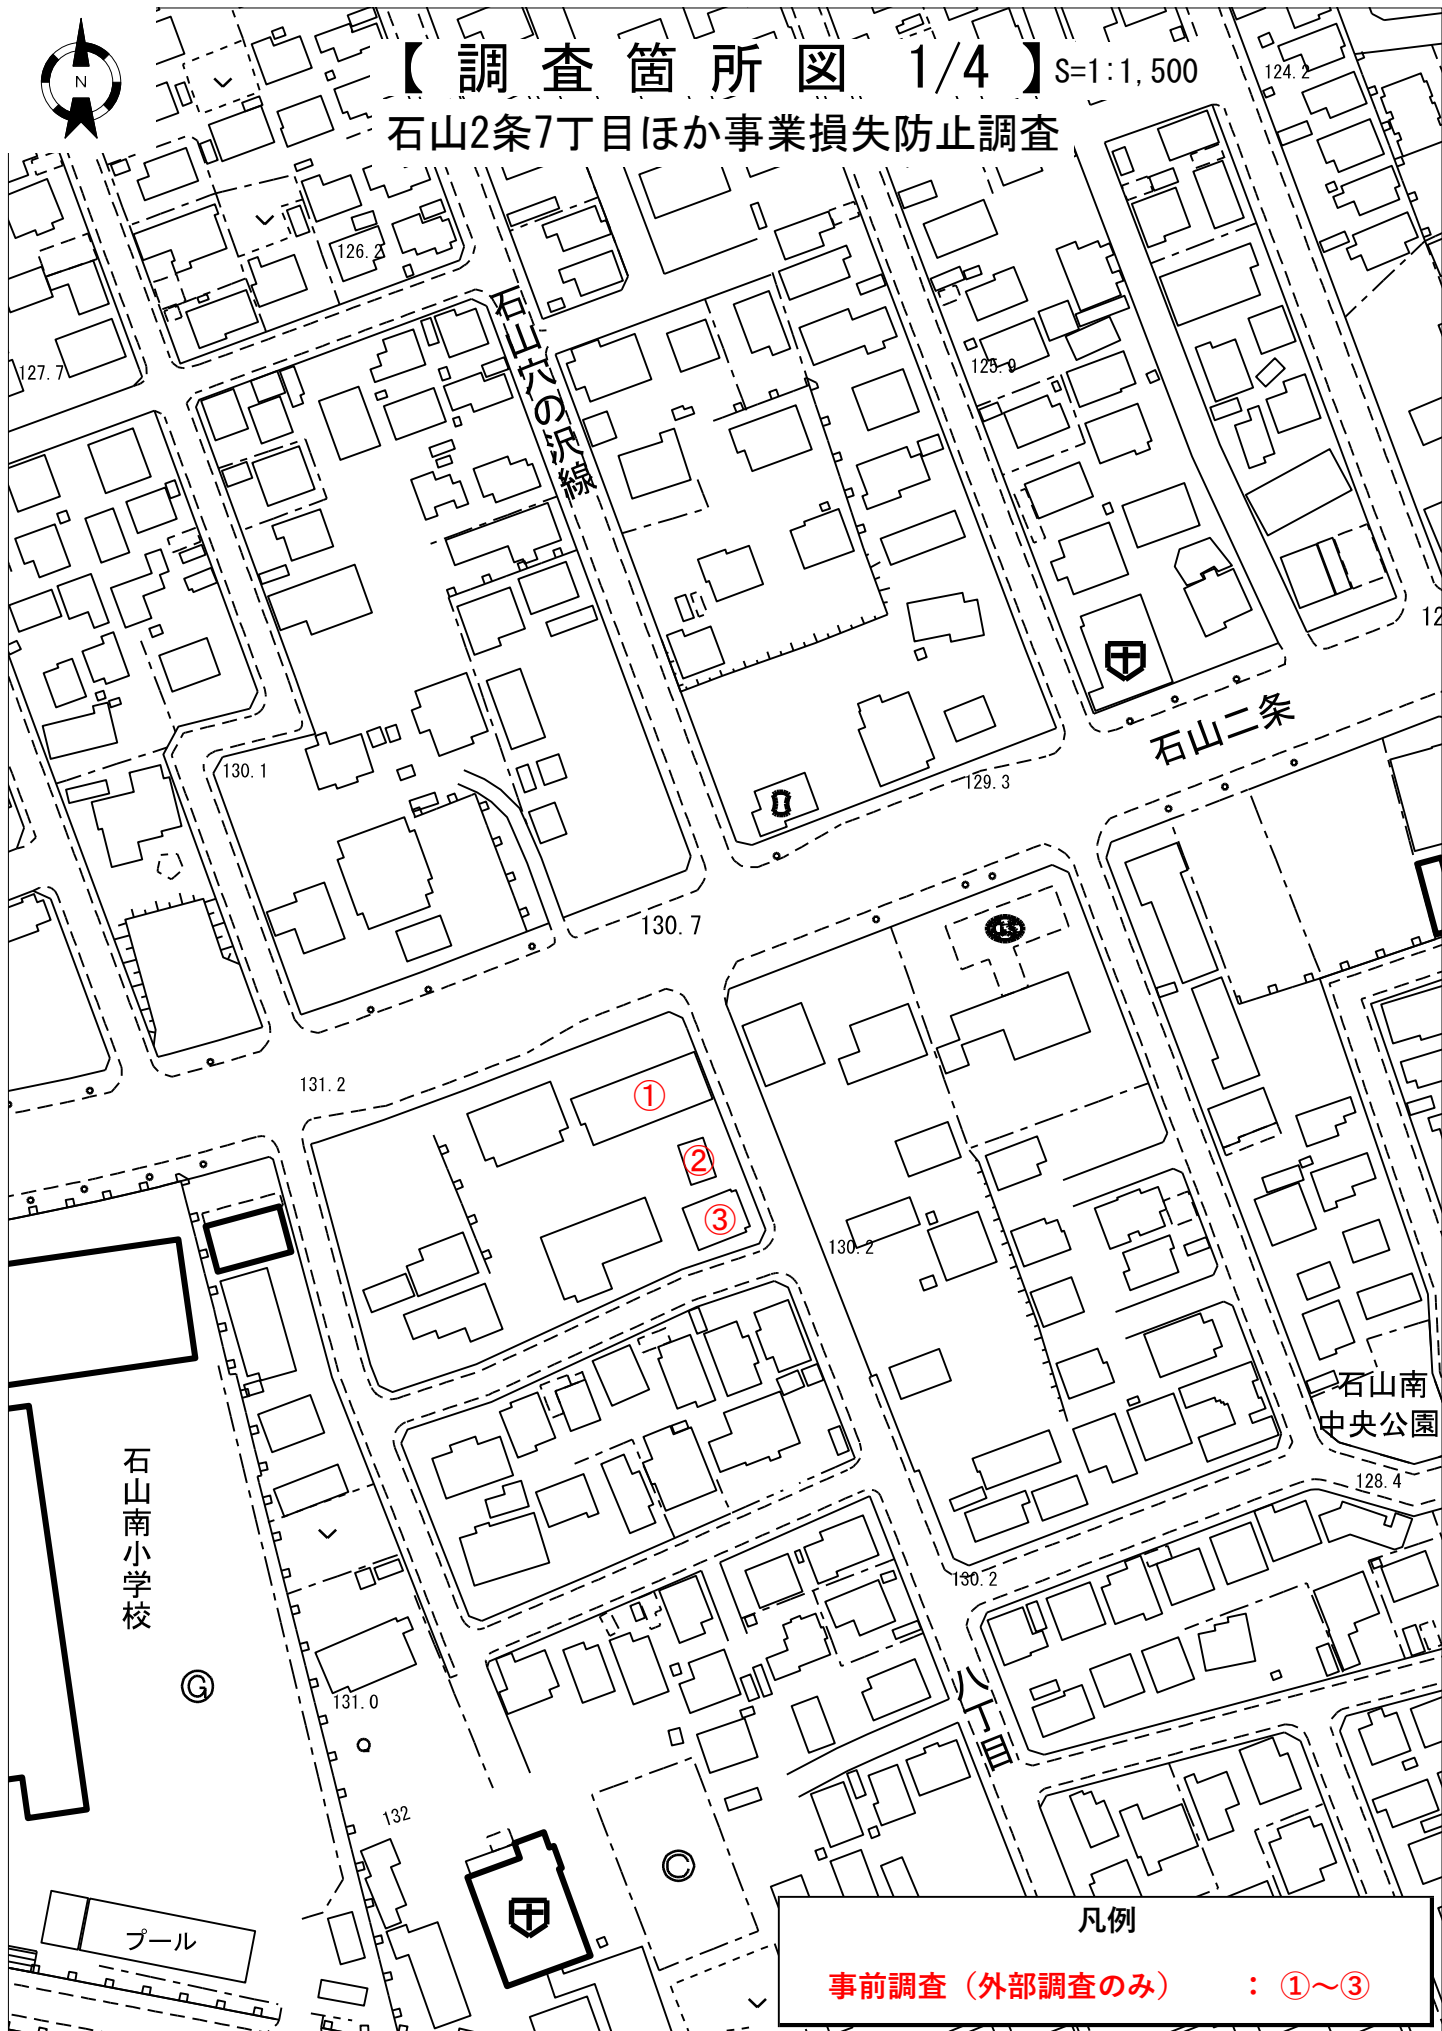 N
【 調 査 箇 所 図 1/4 】 S=1:1,500
石山2条7丁目ほか事業損失防止調査
124.2
126.2
石山穴の沢線
127.7
125.9
12
石山二条
130.1
129.3
130.7
GS
131.2
①
②
③
130.2
石山南
中央公園
128.4
石山南小学校
130.2
G
131.0
八丁目
132
C
プール
凡例
事前調査（外部調査のみ） ： ①～③